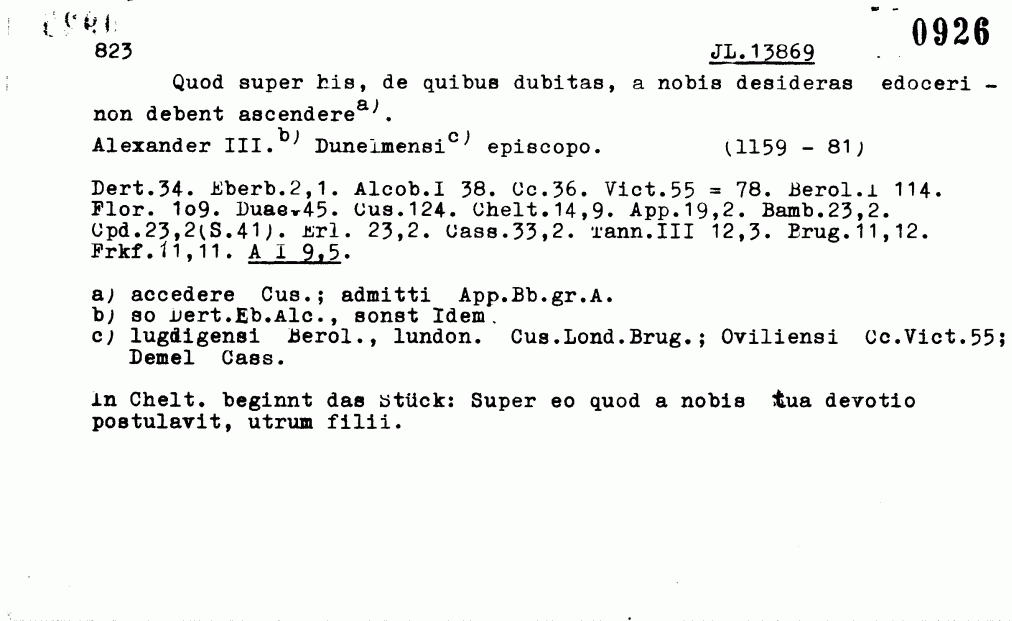 0926
823 JL.13869
Quod super his, de quibus dubitas, a nobis desideras edoceri -
non debent ascendere a).
Alexander III. b) Dunelmensi c) episcopo. (1159 - 81)
Dert.34. Eberb.2,1. Alcob.I 38. Cc.36. Vict.55 = 78. Berol.I 114.
Flor. 109. Duae.45. Cus.124. Chelt.14,9. App.19,2. Bamb.23,2.
Cpd.23,2(S.41). Erl. 23,2. Cass.33,2. Tann.III 12,3. Brug.11,12.
Frkf.11,11. A I 9,5.
a) accedere Cus.; admitti App.Bb.gr.A.
b) so Dert.Eb.Alc., sonst Idem.
c) lugdigensi Berol., lundon. Cus.Lond.Brug.; Oviliensi Cc.Vict.55;
Demel Cass.
In Chelt. beginnt das Stück: Super eo quod a nobis tua devotio
postulavit, utrum filii.